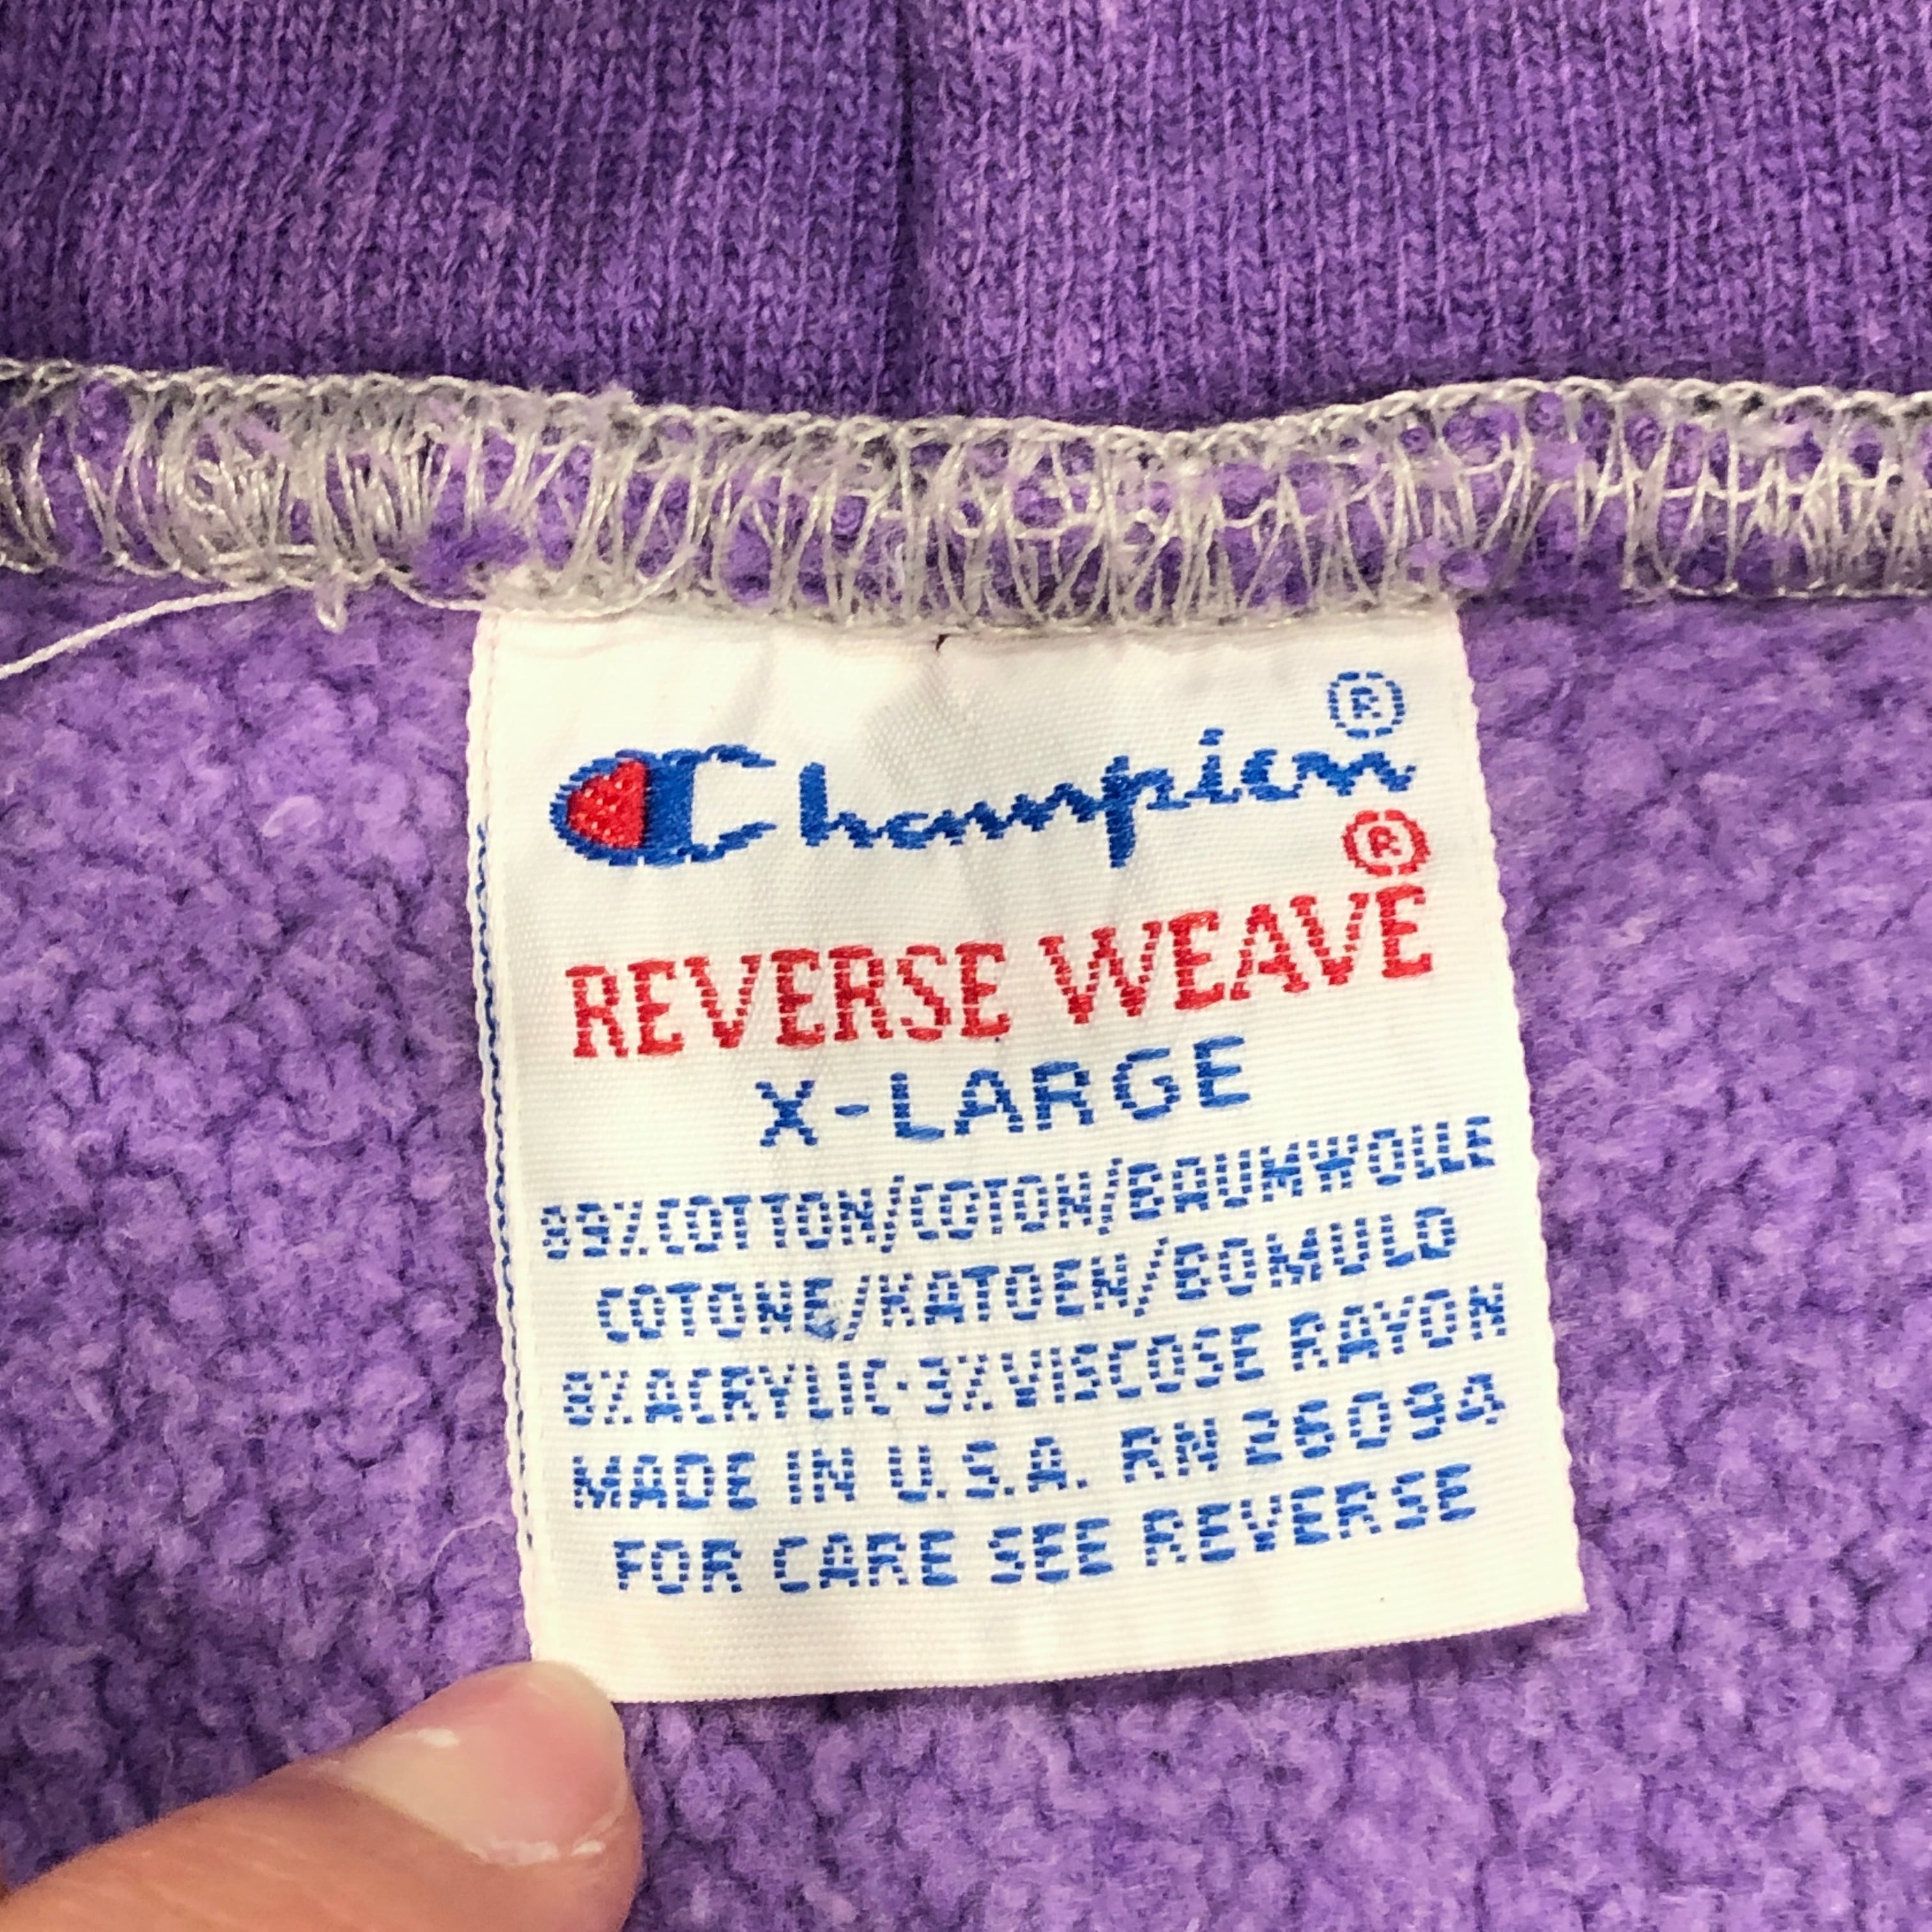 Champion®
®
REVERSE WEAVE
X-LARGE
89% COTTON/COTON/BAUMWOLLE
COTONE/KATOEN/BOMULD
8% ACRYLIC·3% VISCOSE RAYON
MADE IN U.S.A. RN 26094
FOR CARE SEE REVERSE